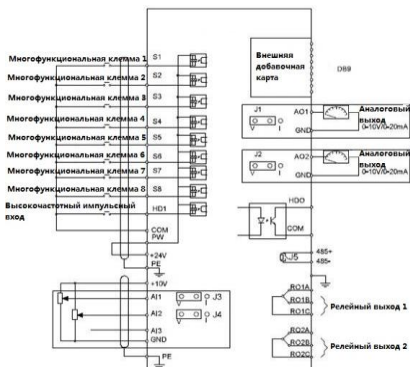 Многофункциональная клемма 1
S1
Многофункциональная клемма 2
S2
Многофункциональная клемма 3
S3
Многофункциональная клемма 4
S4
Многофункциональная клемма 5
S5
Многофункциональная клемма 6
S6
Многофункциональная клемма 7
S7
Многофункциональная клемма 8
S8
Высокочастотный импульсный
вход
HD1
COM
PW
+24V
PE
+10V
AI1
J3
V
I
AI2
J4
V
I
AI3
GND
PE
Внешняя
добавочная
карта
DB9
J1
V
I
AO1
GND
Аналоговый
выход
0-10V/0-20mA
J2
V
I
AO2
GND
Аналоговый
выход
0-10V/0-20mA
HDO
COM
485+
J5
485-
RO1A
RO1B
RO1C
Релейный выход 1
RO2A
RO2B
RO2C
Релейный выход 2